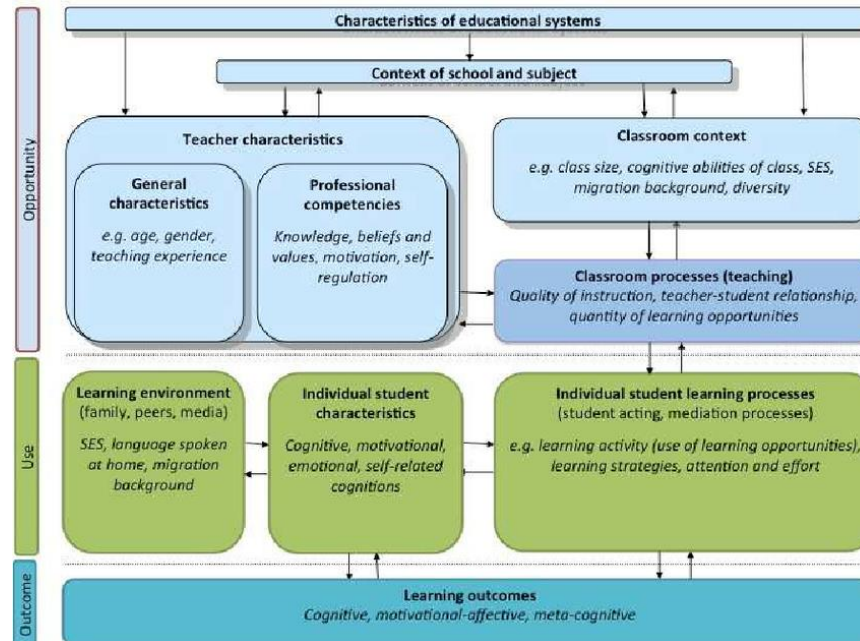 Characteristics of educational systems
Context of school and subject
Opportunity
Teacher characteristics
General
characteristics
e.g. age, gender,
teaching experience
Professional
competencies
Knowledge, beliefs and
values, motivation, self-
regulation
Classroom context
e.g. class size, cognitive abilities of class, SES,
migration background, diversity
Classroom processes (teaching)
Quality of instruction, teacher-student relationship,
quantity of learning opportunities
Use
Learning environment
(family, peers, media)
SES, language spoken
at home, migration
background
Individual student
characteristics
Cognitive, motivational,
emotional, self-related
cognitions
Individual student learning processes
(student acting, mediation processes)
e.g. learning activity (use of learning opportunities),
learning strategies, attention and effort
Outcome
Learning outcomes
Cognitive, motivational-affective, meta-cognitive